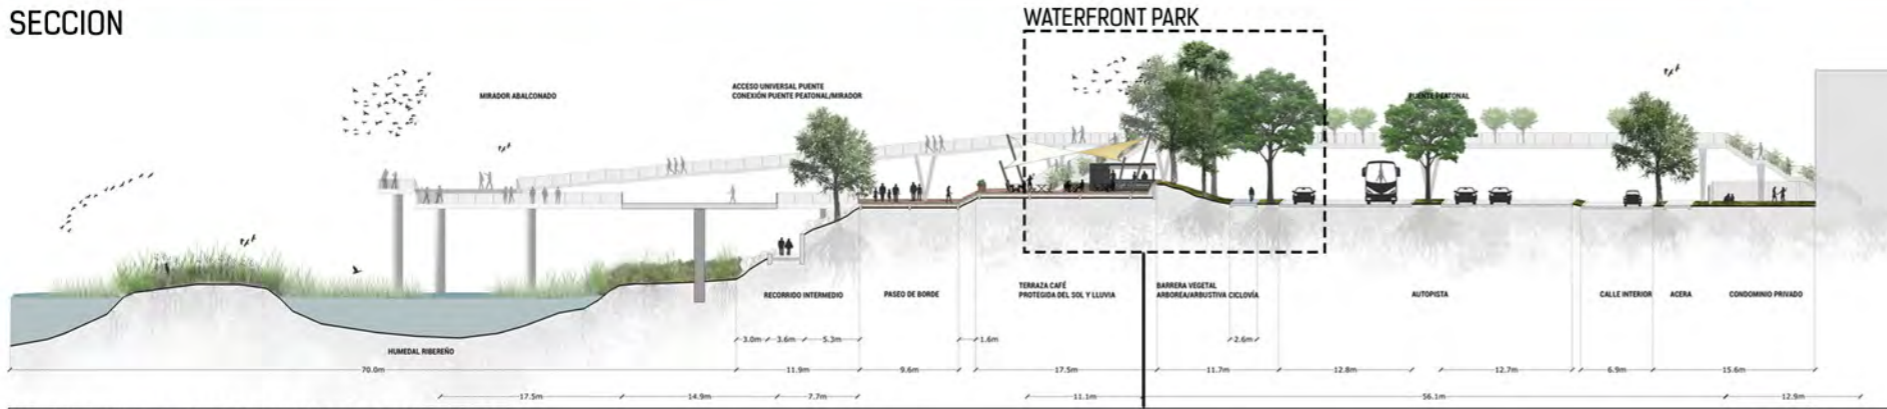 SECCION
WATERFRONT PARK
MIRADOR ABALCONADO
ACCESO UNIVERSAL PUENTE
CONEXIÓN PUENTE PEATONAL/MIRADOR
PUENTE PEATONAL
RECORRIDO INTERMEDIO
PASEO DE BORDE
TERRAZA CAFÉ
PROTEGIDA DEL SOL Y LLUVIA
BARRERA VEGETAL
ARBOREA/ARBUSTIVA CICLOVÍA
AUTOPISTA
CALLE INTERIOR
ACERA
CONDOMINIO PRIVADO
HUMEDAL RIBEREÑO
3.0m
3.6m
5.3m
1.6m
2.6m
70.0m
11.9m
9.6m
17.5m
11.7m
12.8m
12.7m
6.9m
15.6m
17.5m
14.9m
7.7m
11.1m
56.1m
12.9m